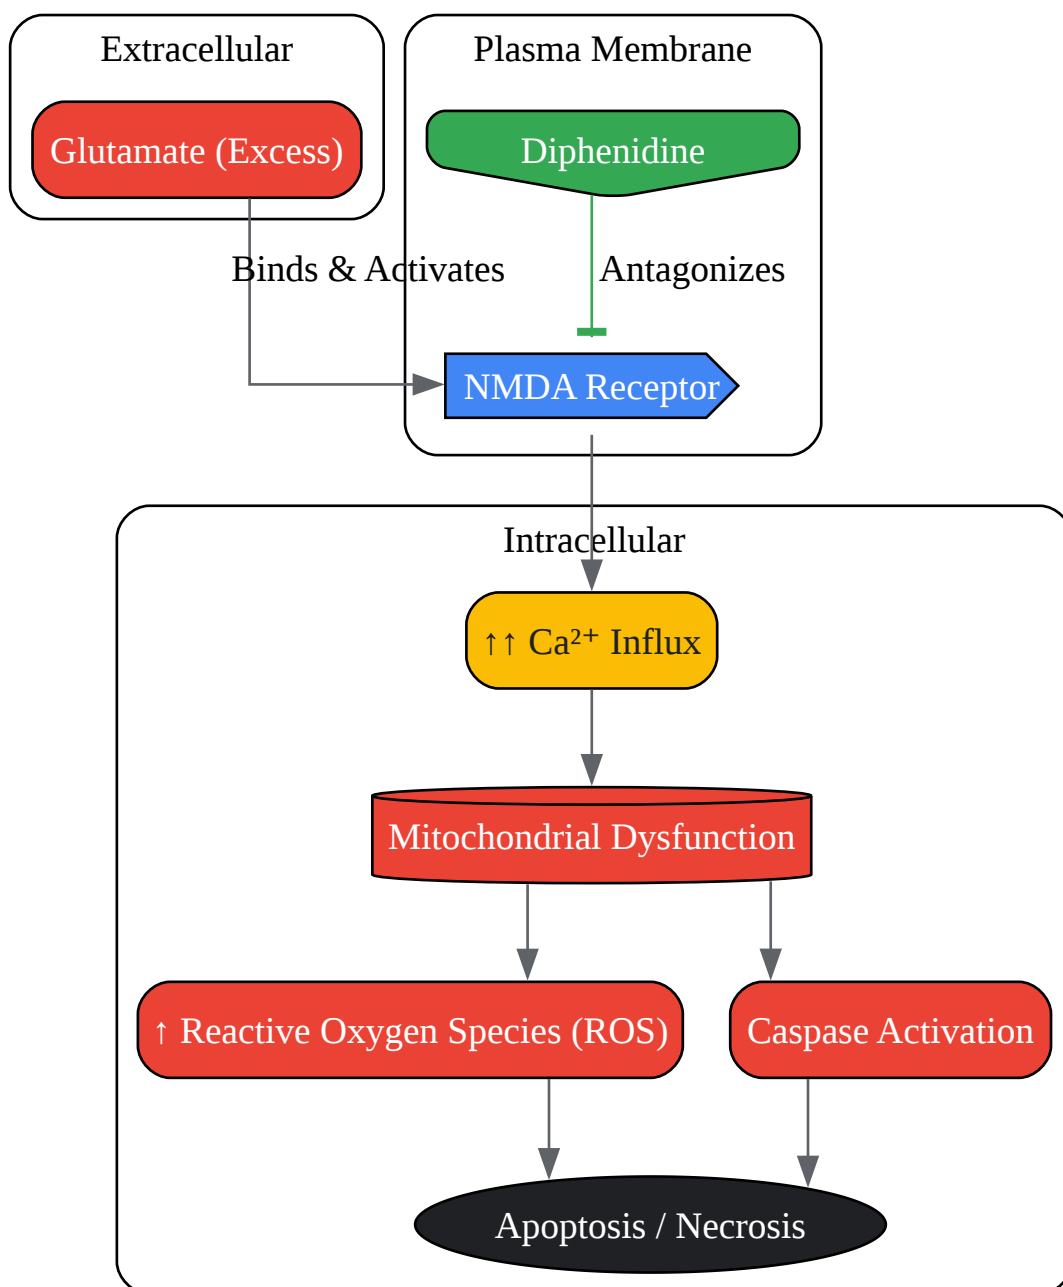 Extracellular
Plasma Membrane
Glutamate (Excess)
Diphenidine
Binds & Activates
Antagonizes
NMDA Receptor
Intracellular
↑↑ Ca²⁺ Influx
Mitochondrial Dysfunction
↑ Reactive Oxygen Species (ROS)
Caspase Activation
Apoptosis / Necrosis